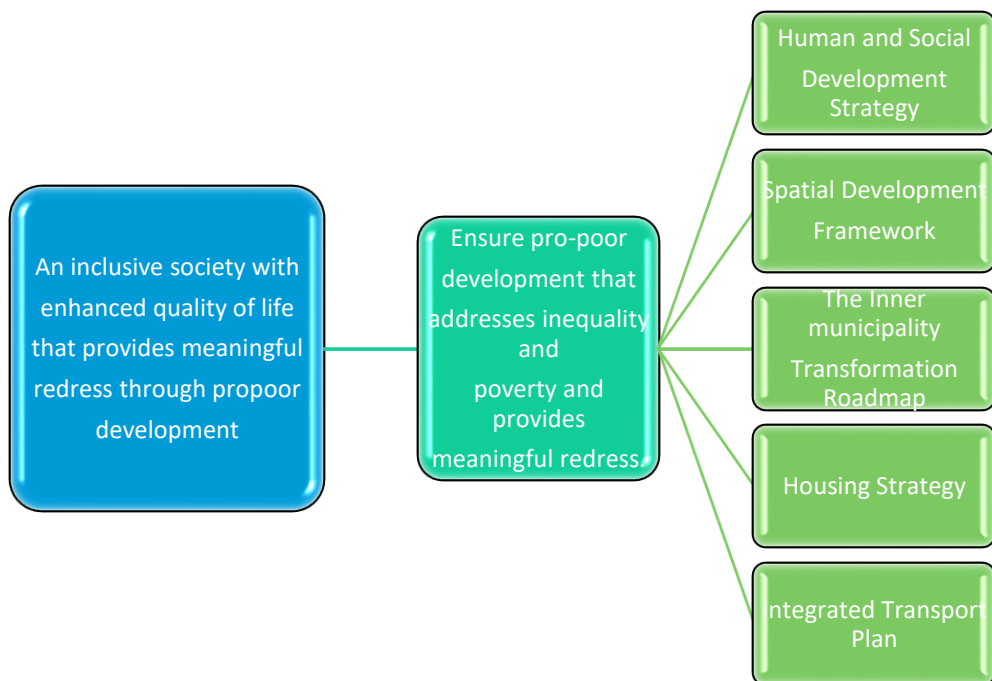 An inclusive society with
enhanced quality of life
that provides meaningful
redress through propoor
development
Ensure pro-poor
development that
addresses inequality
and
poverty and
provides
meaningful redress.
Human and Social
Development
Strategy
Spatial Development
Framework
The Inner
municipality
Transformation
Roadmap
Housing Strategy
Integrated Transport
Plan